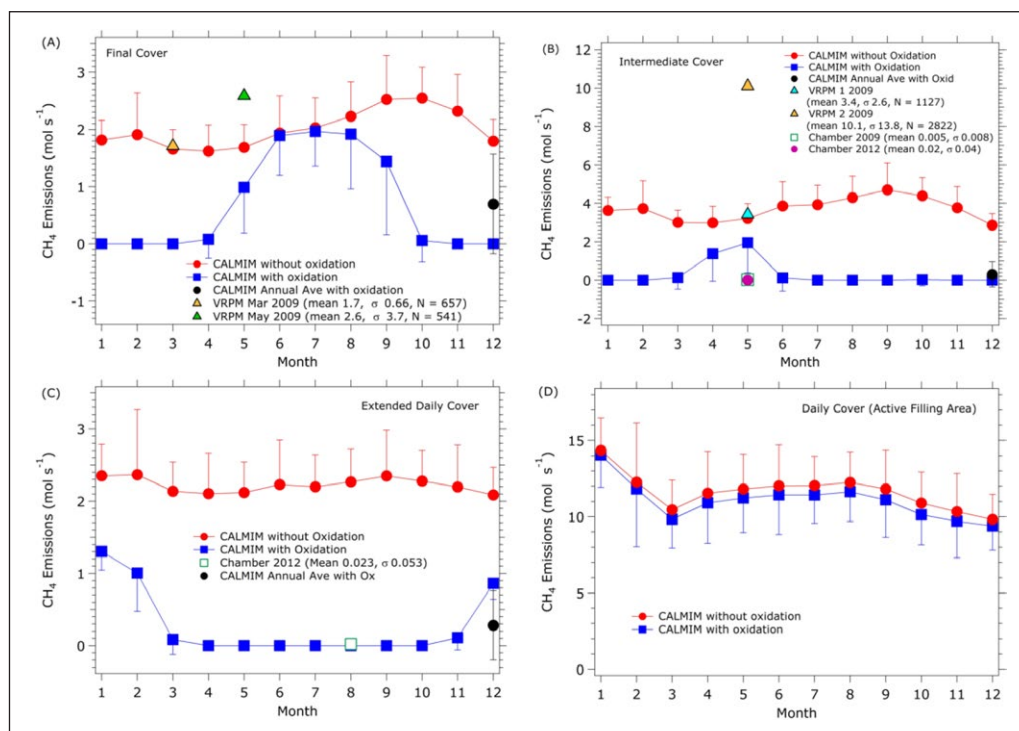 (A)
Final Cover
CH4 Emissions (mol s-1)
3
2
1
0
-1
CALMIM without oxidation
CALMIM with oxidation
CALMIM Annual Ave with oxidation
VRPM Mar 2009 (mean 1.7, σ 0.66, N = 657)
VRPM May 2009 (mean 2.6, σ 3.7, N = 541)
1 2 3 4 5 6 7 8 9 10 11 12
Month
(B)
Intermediate Cover
CH4 Emissions (mol s-1)
12
10
8
6
4
2
0
-2
CALMIM without Oxidation
CALMIM with Oxidation
CALMIM Annual Ave with Oxid
VRPM 1 2009
(mean 3.4, σ 2.6, N = 1127)
VRPM 2 2009
(mean 10.1, σ 13.8, N = 2822)
Chamber 2009 (mean 0.005, σ 0.008)
Chamber 2012 (mean 0.02, σ 0.04)
1 2 3 4 5 6 7 8 9 10 11 12
Month
(C)
Extended Daily Cover
CH4 Emissions (mol s-1)
3
2
1
0
CALMIM without Oxidation
CALMIM with Oxidation
Chamber 2012 (Mean 0.023, σ 0.053)
CALMIM Annual Ave with Ox
1 2 3 4 5 6 7 8 9 10 11 12
Month
(D)
Daily Cover (Active Filling Area)
CH4 Emissions (mol s-1)
15
10
5
0
CALMIM without oxidation
CALMIM with oxidation
1 2 3 4 5 6 7 8 9 10 11 12
Month